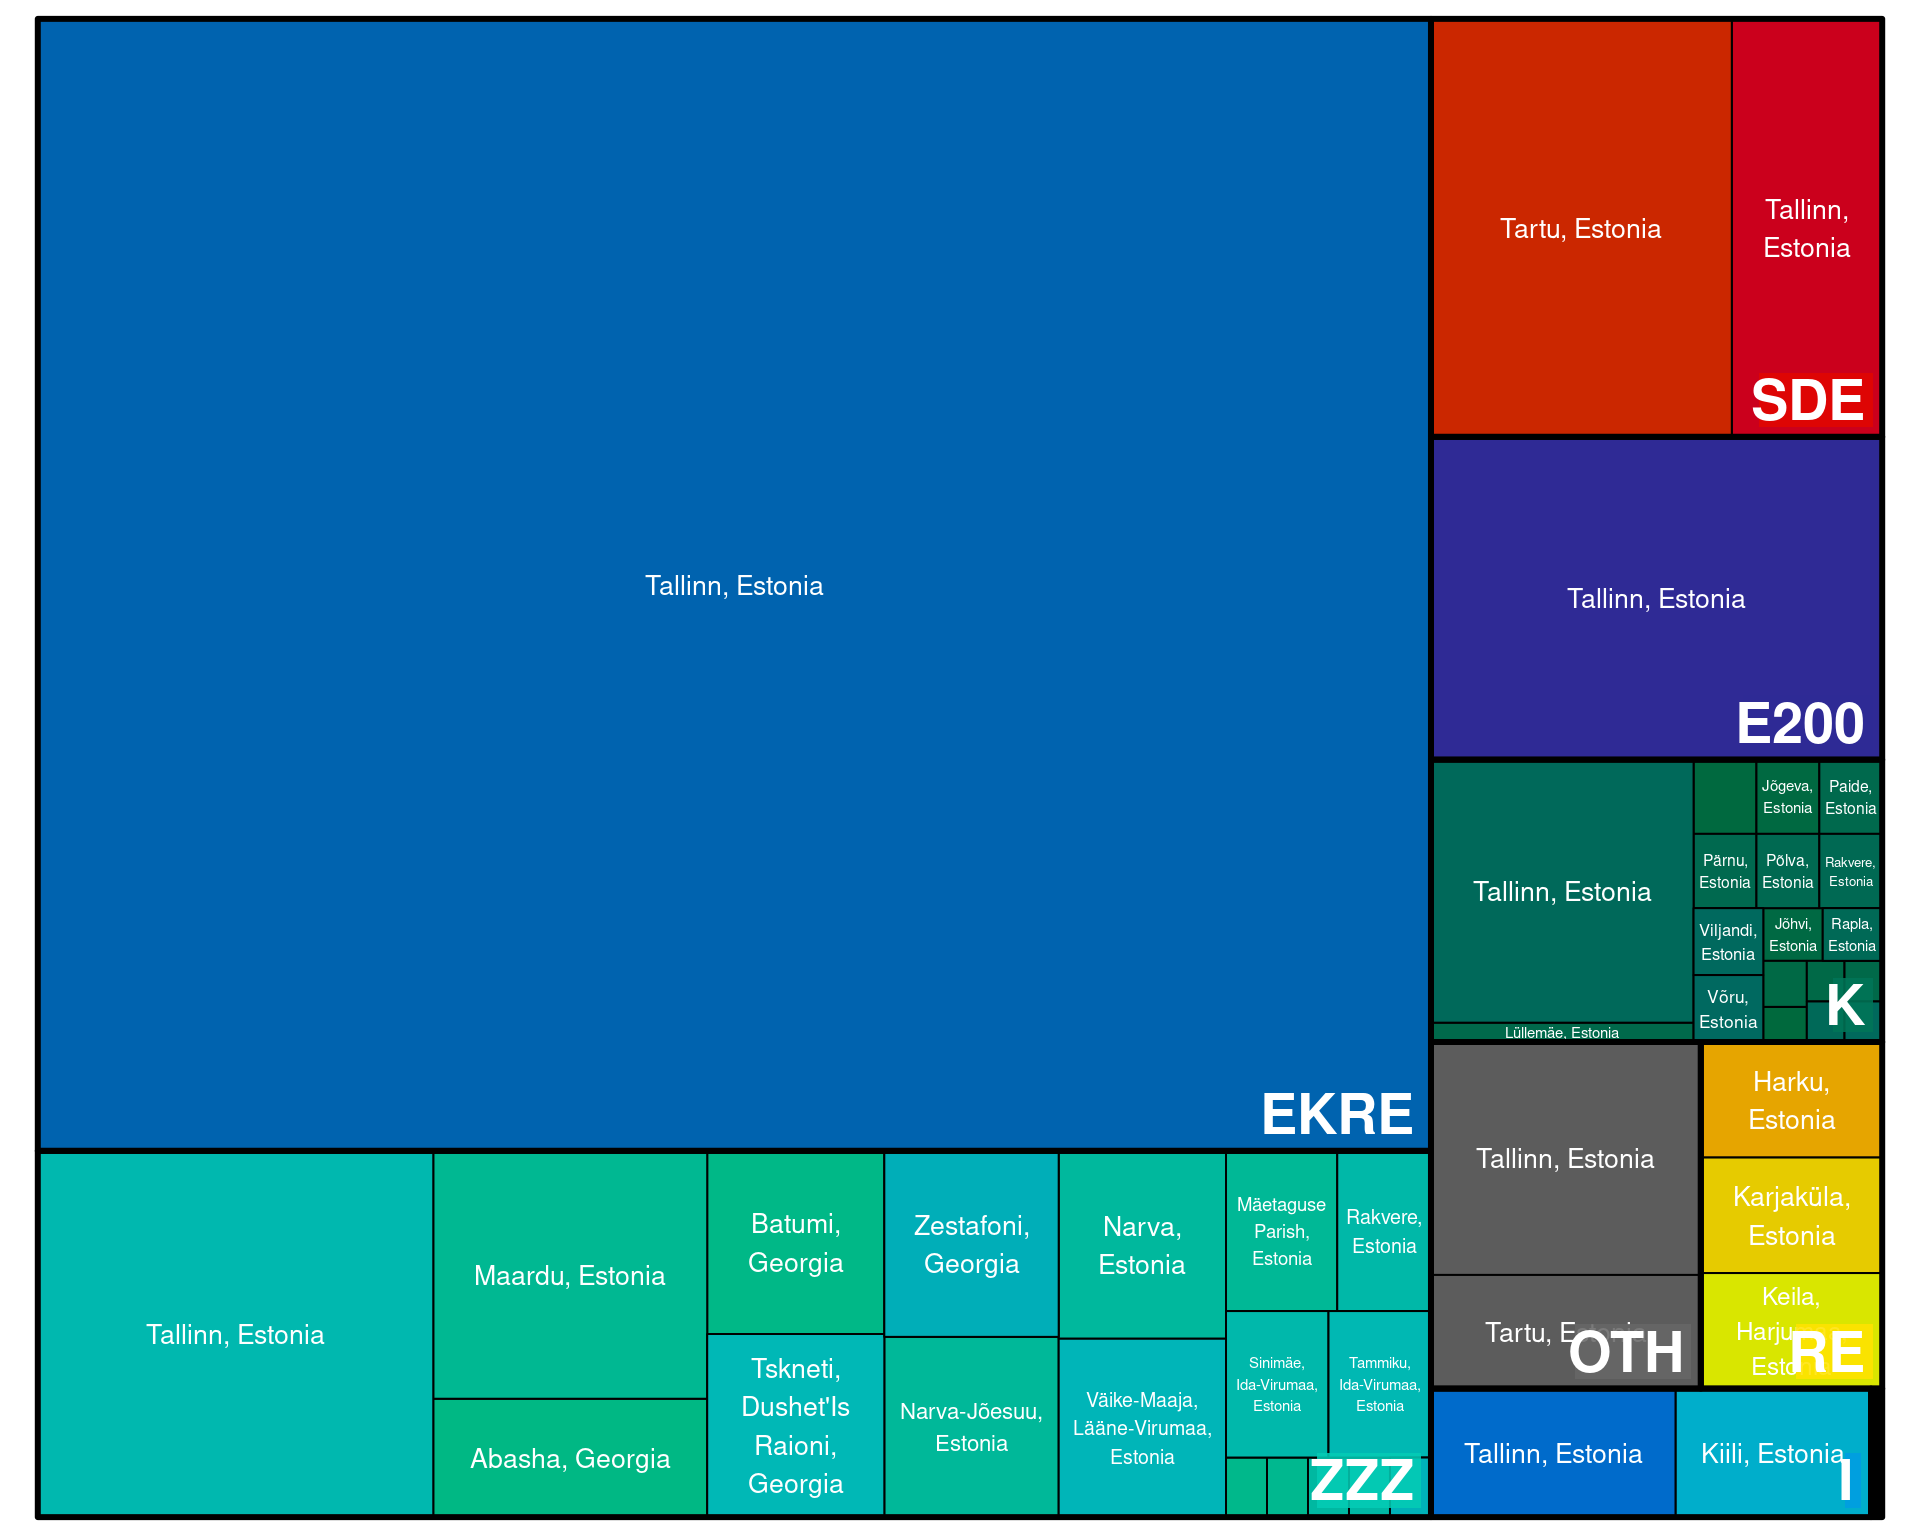 Tallinn, Estonia
EKRE
Tartu, Estonia
Tallinn,
Estonia
SDE
Tallinn, Estonia
E200
Tallinn, Estonia
Lüllemäe, Estonia
Jõgeva,
Estonia
Paide,
Estonia
Pärnu,
Estonia
Põlva,
Estonia
Rakvere,
Estonia
Viljandi,
Estonia
Jõhvi,
Estonia
Rapla,
Estonia
Võru,
Estonia
K
Tallinn, Estonia
Tartu, Estonia
OTH
Harku,
Estonia
Karjaküla,
Estonia
Keila,
Estonia
RE
Tallinn, Estonia
Kiili, Estonia
I
Tallinn, Estonia
Maardu, Estonia
Abasha, Georgia
Batumi,
Georgia
Tskneti,
Dushet'Is
Raioni,
Georgia
Zestafoni,
Georgia
Narva-Jõesuu,
Estonia
Narva,
Estonia
Väike-Maaja,
Lääne-Virumaa,
Estonia
Mäetaguse
Parish,
Estonia
Rakvere,
Estonia
Sinimäe,
Ida-Virumaa,
Estonia
Tammiku,
Ida-Virumaa,
Estonia
ZZZ